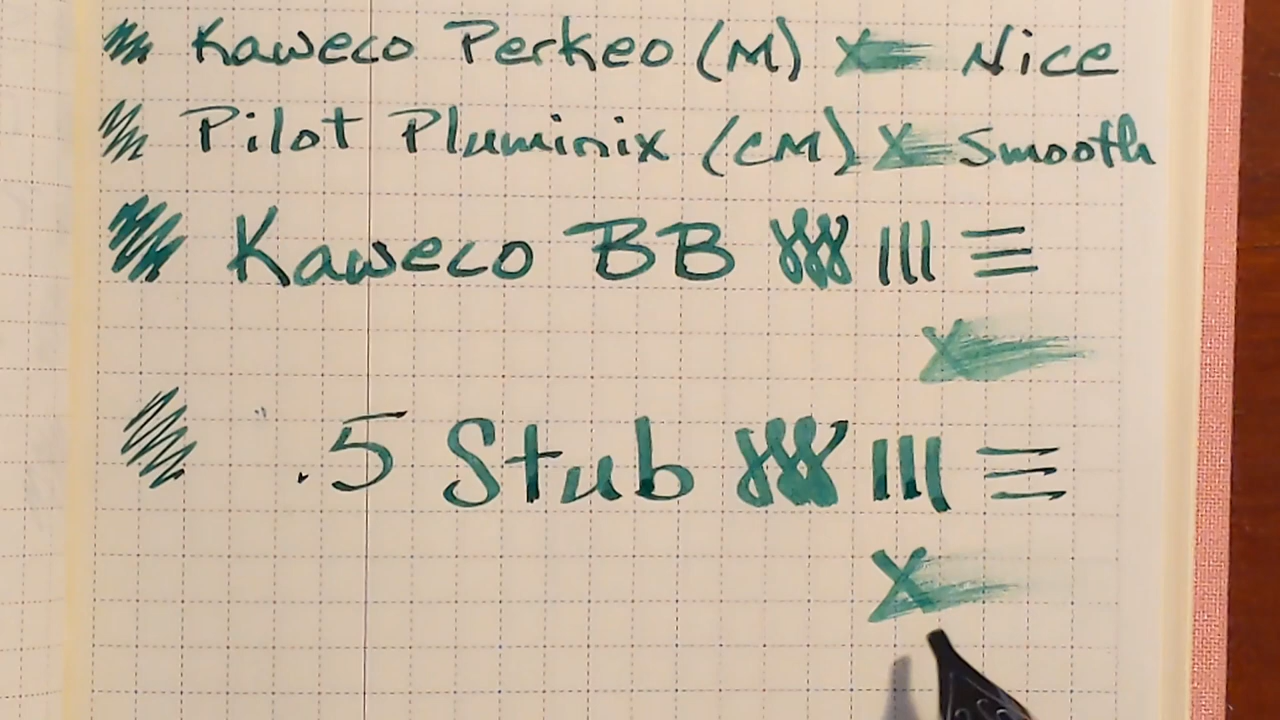 Kaweco Perkeo (M) X Nice
Pilot Pluminix (CM) X Smooth
Kaweco BB
X
.5 Stub
X